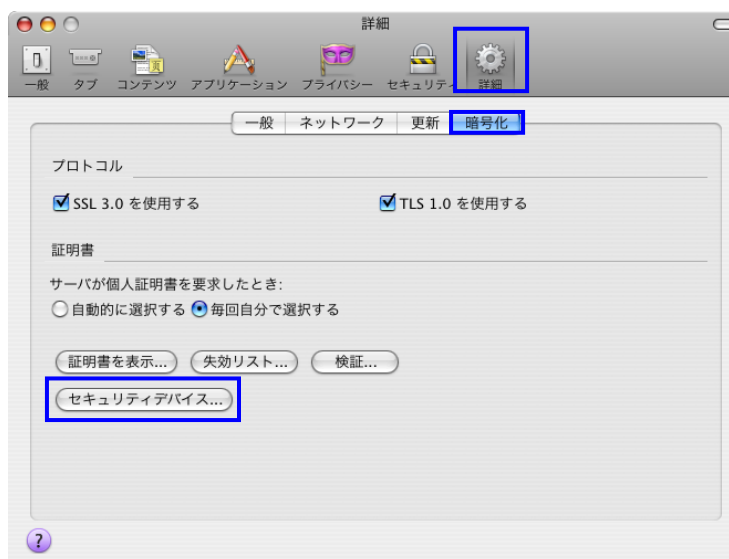 詳細
一般 タブ コンテンツ アプリケーション プライバシー セキュリティ 詳細
一般 ネットワーク 更新 暗号化
プロトコル
SSL 3.0 を使用する TLS 1.0 を使用する
証明書
サーバが個人証明書を要求したとき:
自動的に選択する 毎回自分で選択する
証明書を表示... 失効リスト... 検証...
セキュリティデバイス...
?